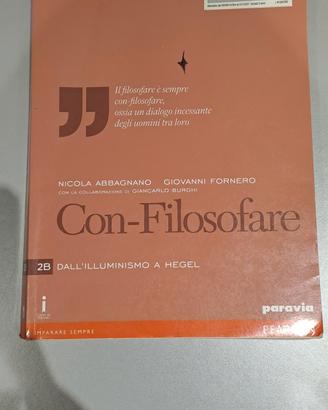 Il filosofare è sempre
con-filosofare,
ossia un dialogo incessante
degli uomini tra loro
NICOLA ABBAGNANO GIOVANNI FORNERO
CON LA COLLABORAZIONE DI GIANCARLO BURGHI
Con-Filosofare
2B DALL'ILLUMINISMO A HEGEL
i
paravia
IMPARARE SEMPRE